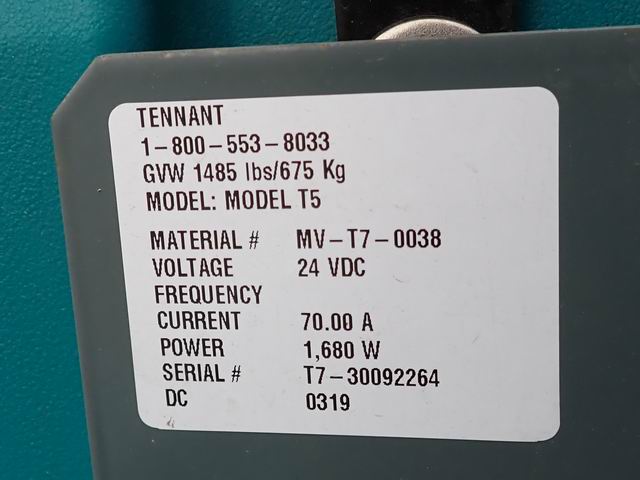 TENNANT
1-800-553-8033
GVW 1485 lbs/675 Kg
MODEL: MODEL T5
MATERIAL # MV-T7-0038
VOLTAGE 24 VDC
FREQUENCY
CURRENT 70.00 A
POWER 1,680 W
SERIAL # T7-30092264
DC 0319